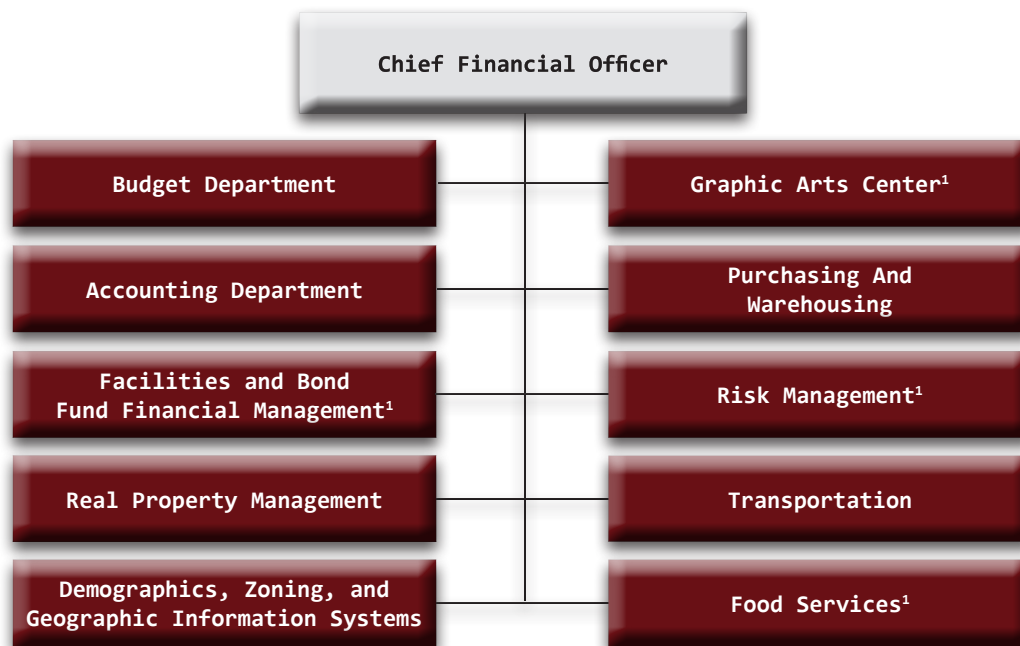 Chief Financial Officer
Budget Department
Graphic Arts Center¹
Accounting Department
Purchasing And
Warehousing
Facilities and Bond
Fund Financial Management¹
Risk Management¹
Real Property Management
Transportation
Demographics, Zoning, and
Geographic Information Systems
Food Services¹